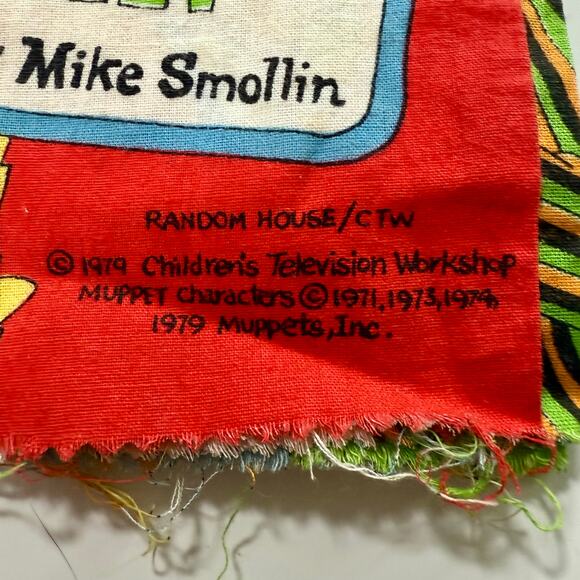 Mike Smollin
RANDOM HOUSE/CTW
© 1979 Children's Television Workshop
MUPPET Characters © 1971, 1973, 1974,
1979 Muppets, Inc.